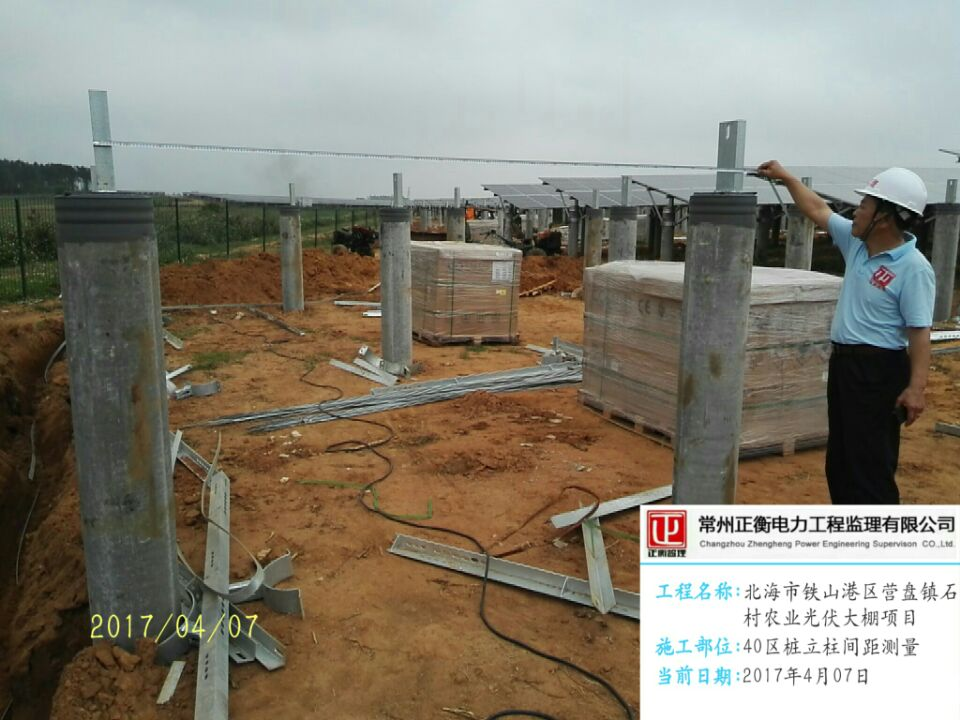 2017/04/07
正衡监理
常州正衡电力工程监理有限公司
Changzhou Zhengheng Power Engineering Supervison CO.,Ltd.
工程名称:北海市铁山港区营盘镇石
村农业光伏大棚项目
施工部位:40区桩立柱间距测量
当前日期:2017年4月07日